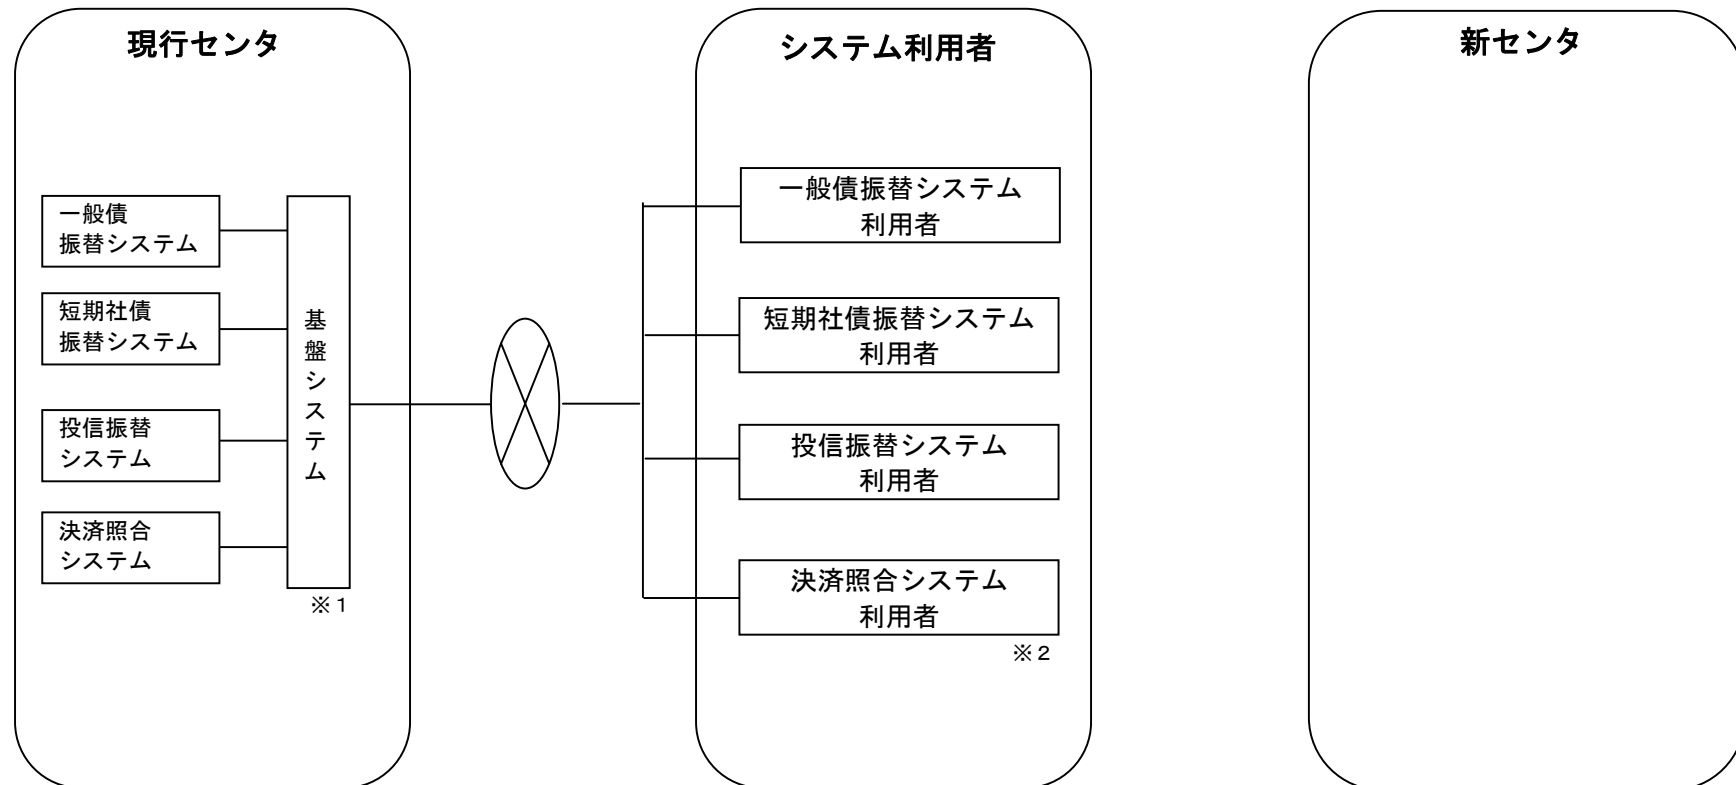 現行センタ
一般債
振替システム
短期社債
振替システム
投信振替
システム
決済照合
システム
基盤システム
※1
システム利用者
一般債振替システム
利用者
短期社債振替システム
利用者
投信振替システム
利用者
決済照合システム
利用者
※2
新センタ